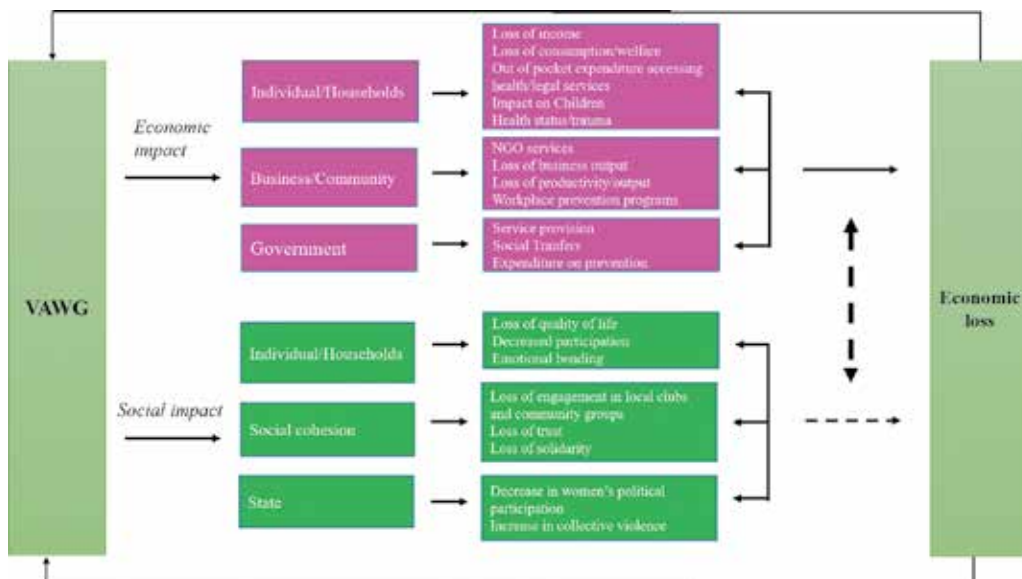 VAWG
Economic
impact
Individual/Households
Loss of income
Loss of consumption/welfare
Out of pocket expenditure accessing
health/legal services
Impact on Children
Health status/trauma
Business/Community
NGO services
Loss of business output
Loss of productivity/output
Workplace prevention programs
Government
Service provision
Social Tranfers
Expenditure on prevention
Social impact
Individual/Households
Loss of quality of life
Decreased participation
Emotional bonding
Social cohesion
Loss of engagement in local clubs
and community groups
Loss of trust
Loss of solidarity
State
Decrease in women's political
participation
Increase in collective violence
Economic
loss